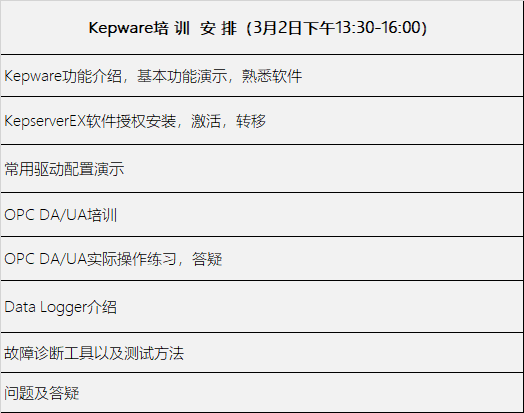 Kepware培 训 安 排（3月2日下午13:30-16:00）
Kepware功能介绍，基本功能演示，熟悉软件
KepserverEX软件授权安装，激活，转移
常用驱动配置演示
OPC DA/UA培训
OPC DA/UA实际操作练习，答疑
Data Logger介绍
故障诊断工具以及测试方法
问题及答疑